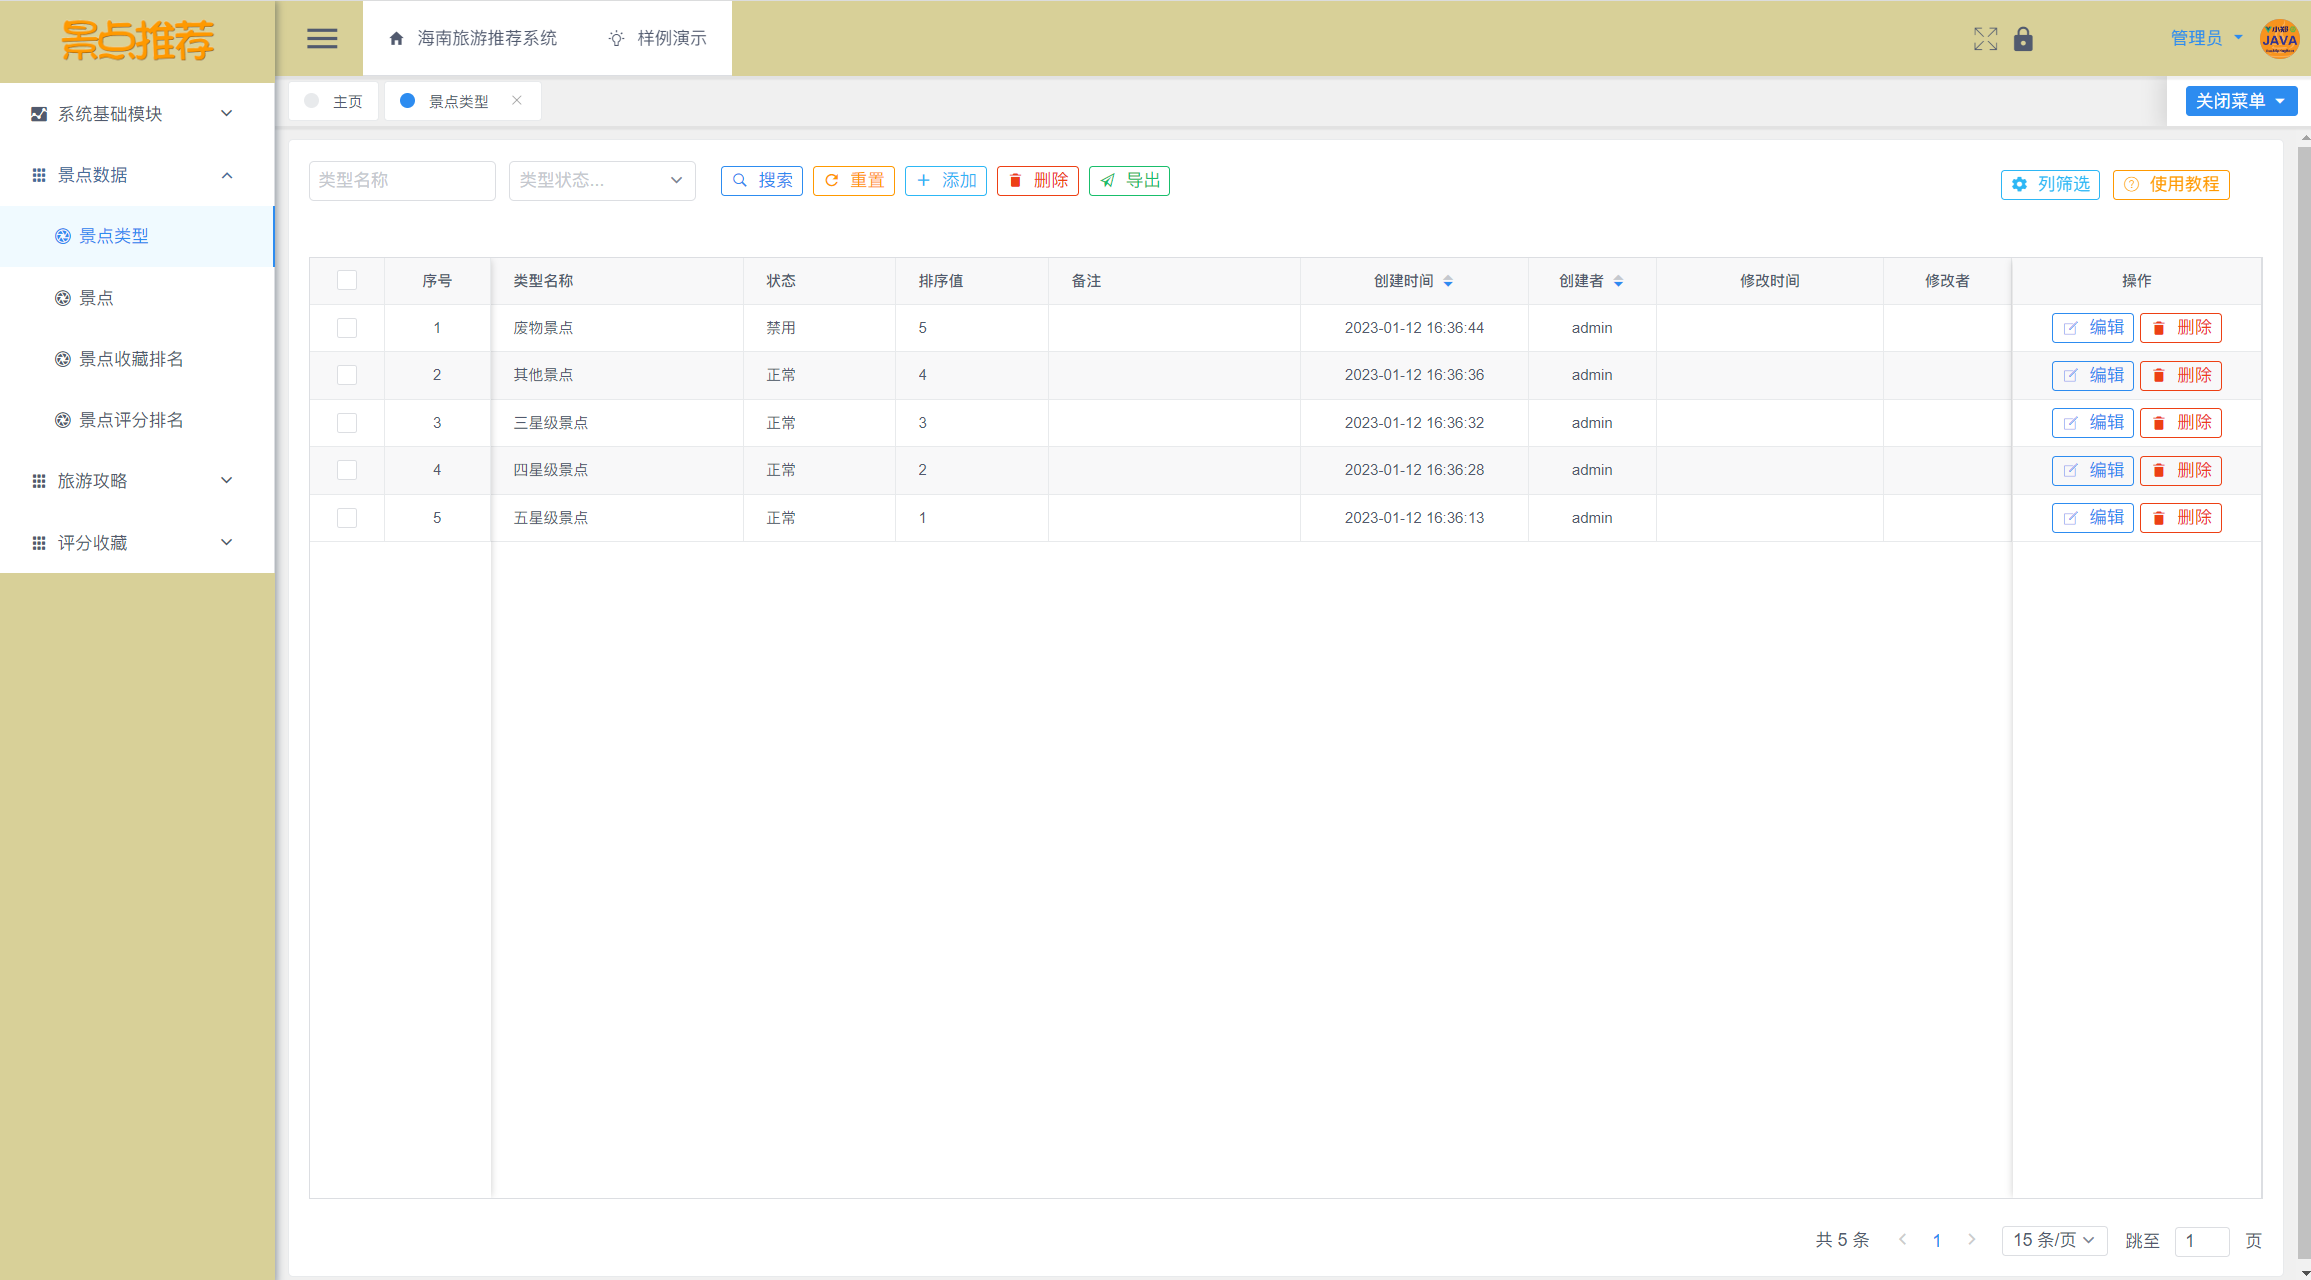 景点推荐
海南旅游推荐系统 样例演示
管理员
小郑
JAVA
系统基础模块
景点数据
景点类型
景点
景点收藏排名
景点评分排名
旅游攻略
评分收藏
主页 景点类型
关闭菜单
类型名称 类型状态... 搜索 重置 添加 删除 导出 列筛选 使用教程
序号 类型名称 状态 排序值 备注 创建时间 创建者 修改时间 修改者 操作
1 废物景点 禁用 5 2023-01-12 16:36:44 admin 编辑 删除
2 其他景点 正常 4 2023-01-12 16:36:36 admin 编辑 删除
3 三星级景点 正常 3 2023-01-12 16:36:32 admin 编辑 删除
4 四星级景点 正常 2 2023-01-12 16:36:28 admin 编辑 删除
5 五星级景点 正常 1 2023-01-12 16:36:13 admin 编辑 删除
共 5 条 1 15 条/页 跳至 1 页